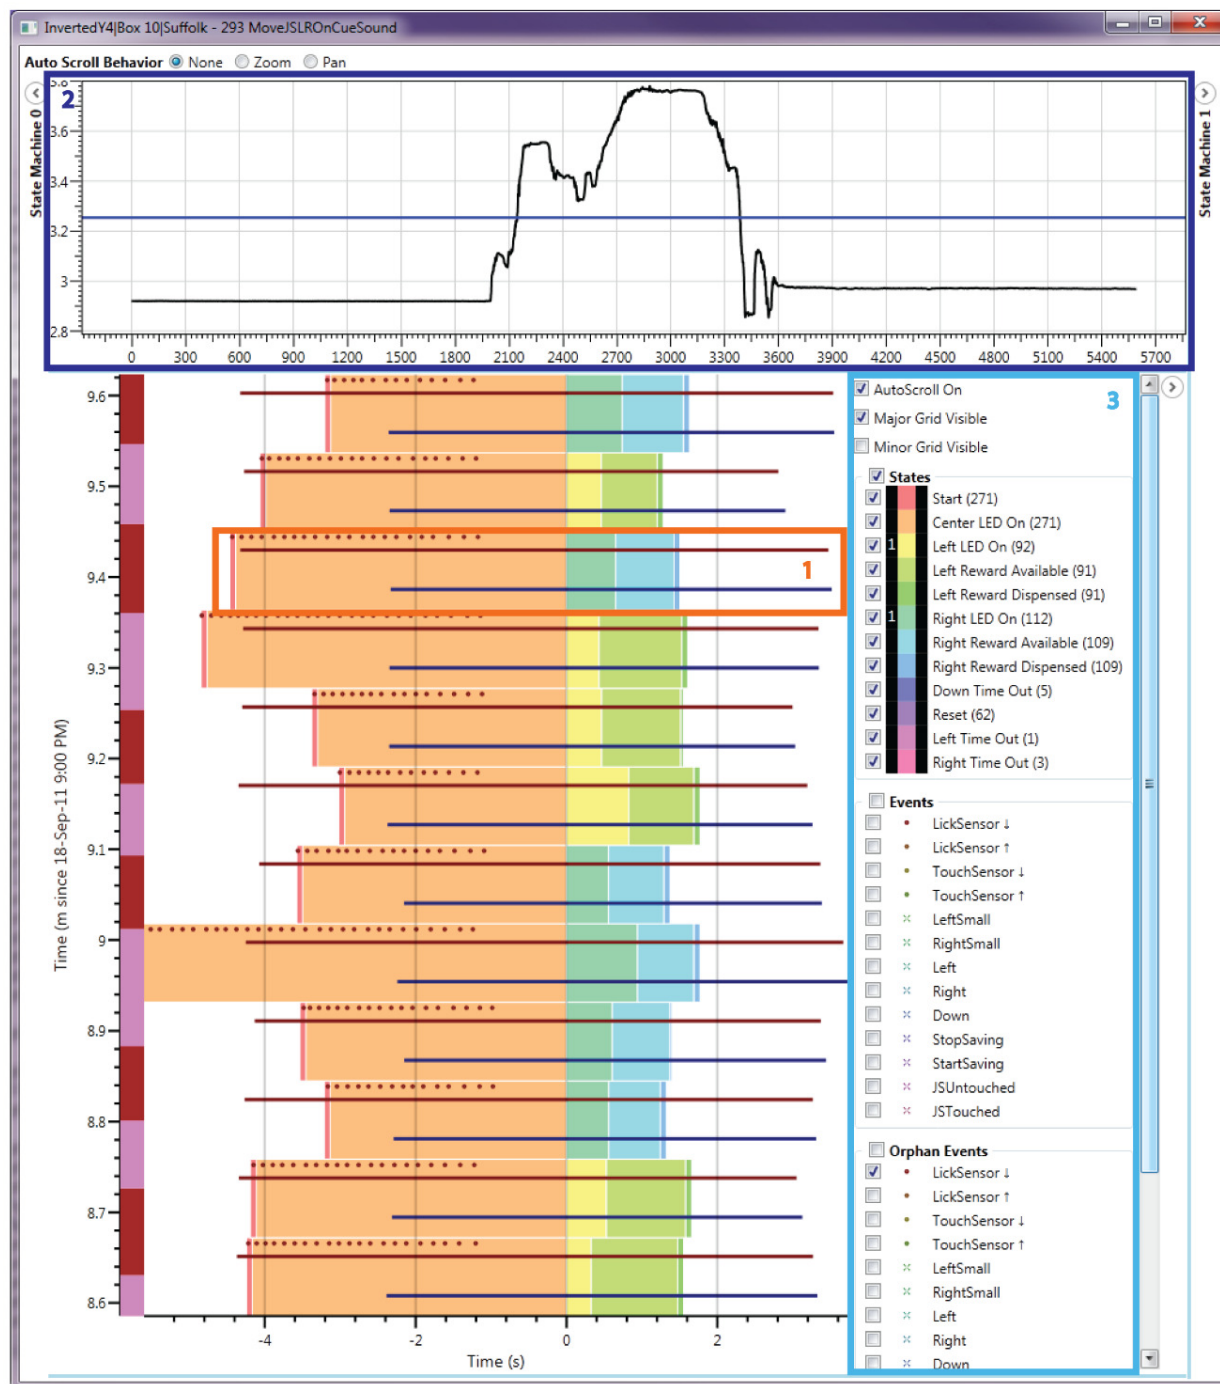 InvertedY4|Box 10|Suffolk - 293 MoveJSLROnCueSound
Auto Scroll Behavior None Zoom Pan
State Machine 0
2
3.6
3.4
3.2
3
2.8
0 300 600 900 1200 1500 1800 2100 2400 2700 3000 3300 3600 3900 4200 4500 4800 5100 5400 5700
State Machine 1
Time (m since 18-Sep-11 9:00 PM)
9.6
9.5
9.4
9.3
9.2
9.1
9
8.9
8.8
8.7
8.6
1
-4 -2 0 2
Time (s)
3
AutoScroll On
Major Grid Visible
Minor Grid Visible
States
Start (271)
Center LED On (271)
1 Left LED On (92)
Left Reward Available (91)
Left Reward Dispensed (91)
1 Right LED On (112)
Right Reward Available (109)
Right Reward Dispensed (109)
Down Time Out (5)
Reset (62)
Left Time Out (1)
Right Time Out (3)
Events
LickSensor ↓
LickSensor ↑
TouchSensor ↓
TouchSensor ↑
LeftSmall
RightSmall
Left
Right
Down
StopSaving
StartSaving
JSUntouched
JSTouched
Orphan Events
LickSensor ↓
LickSensor ↑
TouchSensor ↓
TouchSensor ↑
LeftSmall
RightSmall
Left
Right
Down